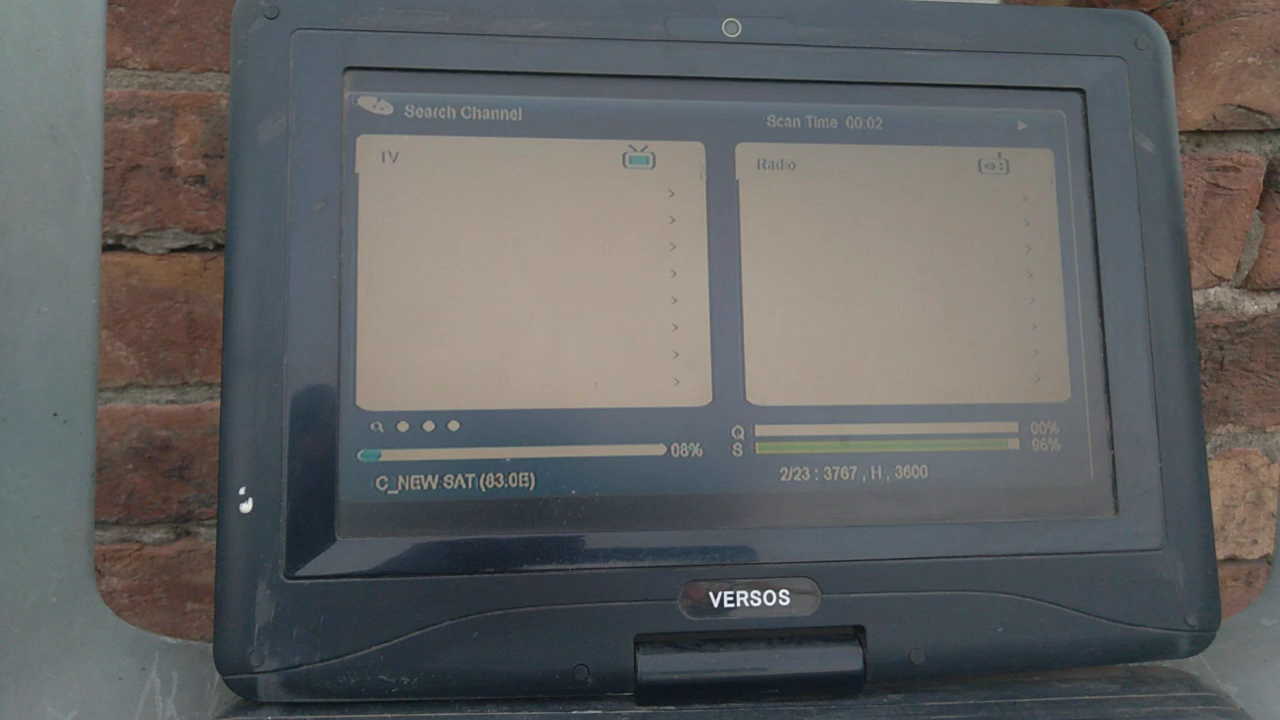 Search Channel
Scan Time 00:02
TV
Radio
Q 00%
08%
S 96%
C_NEW SAT (83.0E)
2/23 : 3767 , H , 3600
VERSOS